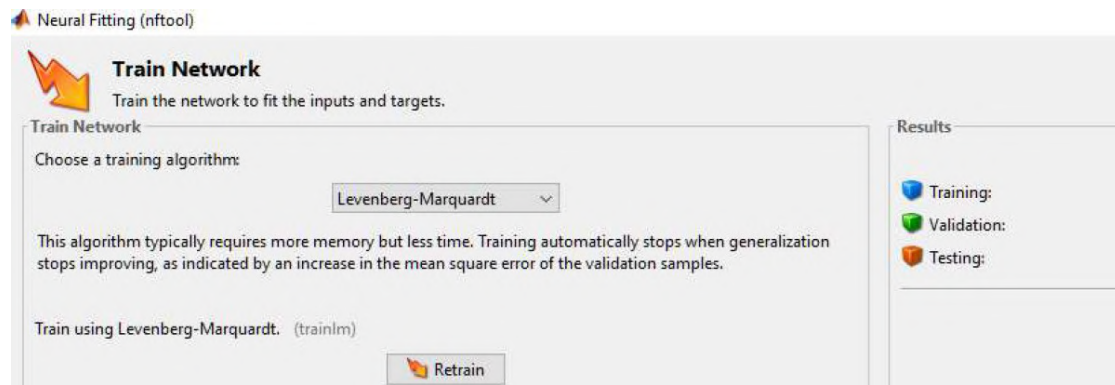 Neural Fitting (nftool)
Train Network
Train the network to fit the inputs and targets.
Train Network
Choose a training algorithm:
Levenberg-Marquardt
This algorithm typically requires more memory but less time. Training automatically stops when generalization
stops improving, as indicated by an increase in the mean square error of the validation samples.
Train using Levenberg-Marquardt. (trainlm)
Retrain
Results
Training:
Validation:
Testing: